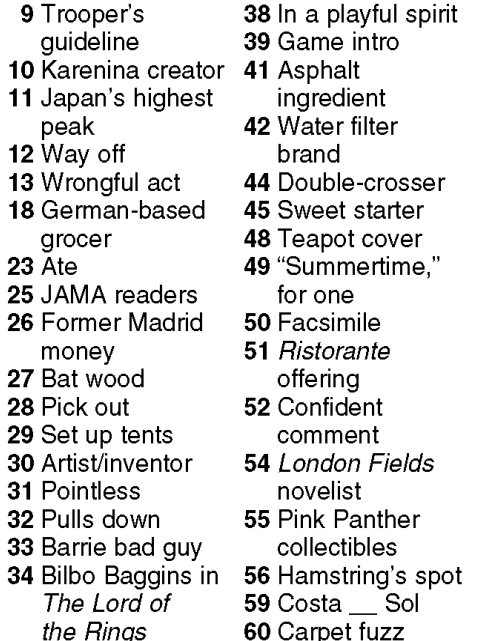 9 Trooper's
guideline
10 Karenina creator
11 Japan's highest
peak
12 Way off
13 Wrongful act
18 German-based
grocer
23 Ate
25 JAMA readers
26 Former Madrid
money
27 Bat wood
28 Pick out
29 Set up tents
30 Artist/inventor
31 Pointless
32 Pulls down
33 Barrie bad guy
34 Bilbo Baggins in
The Lord of
the Rings
38 In a playful spirit
39 Game intro
41 Asphalt
ingredient
42 Water filter
brand
44 Double-crosser
45 Sweet starter
48 Teapot cover
49 “Summertime,”
for one
50 Facsimile
51 Ristorante
offering
52 Confident
comment
54 London Fields
novelist
55 Pink Panther
collectibles
56 Hamstring's spot
59 Costa __ Sol
60 Carpet fuzz